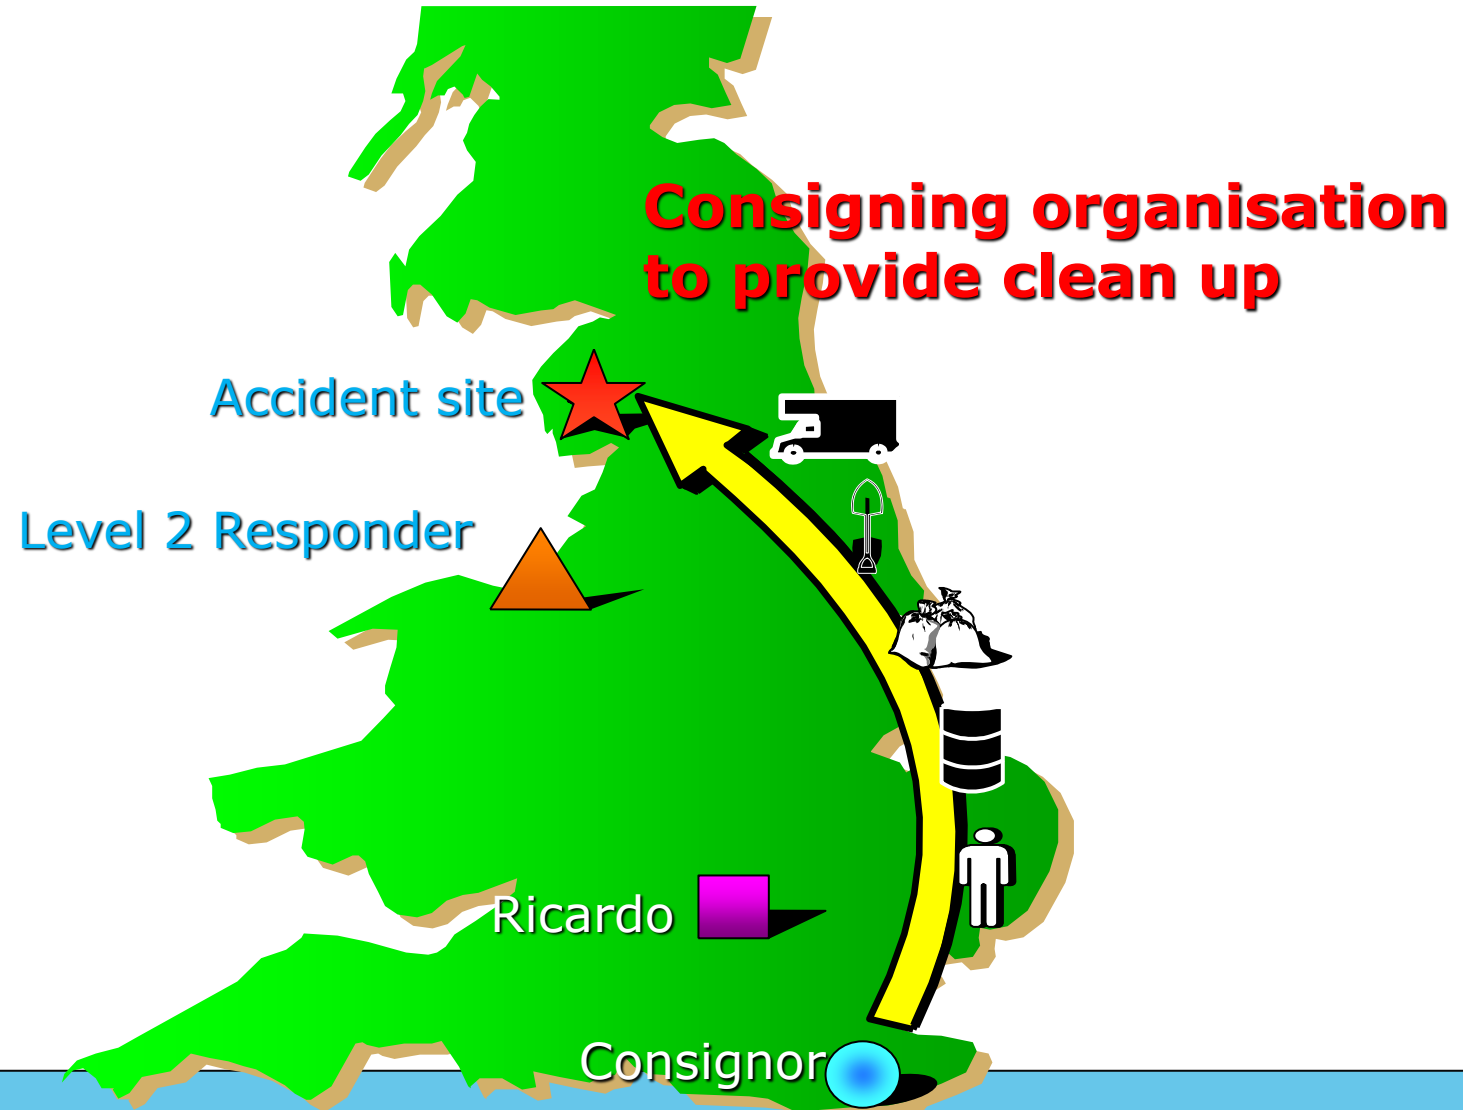 Consigning organisation
to provide clean up
Accident site
Level 2 Responder
Ricardo
Consignor